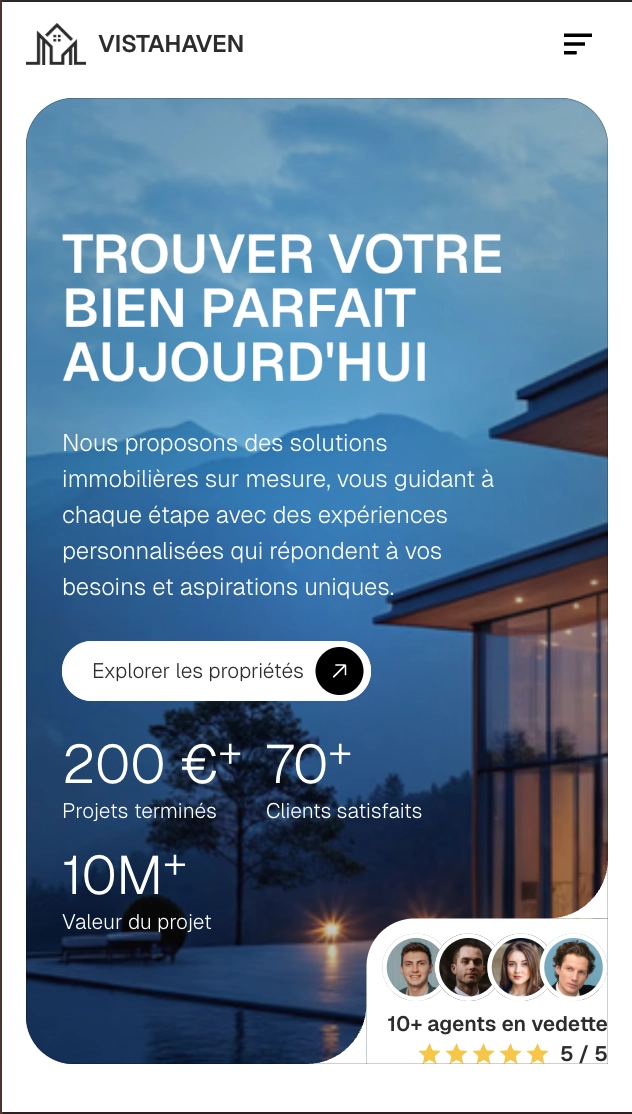 VISTAHAVEN
TROUVER VOTRE
BIEN PARFAIT
AUJOURD'HUI
Nous proposons des solutions
immobilières sur mesure, vous guidant à
chaque étape avec des expériences
personnalisées qui répondent à vos
besoins et aspirations uniques.
Explorer les propriétés
200 €+ 70+
Projets terminés Clients satisfaits
10M+
Valeur du projet
10+ agents en vedette
5 / 5